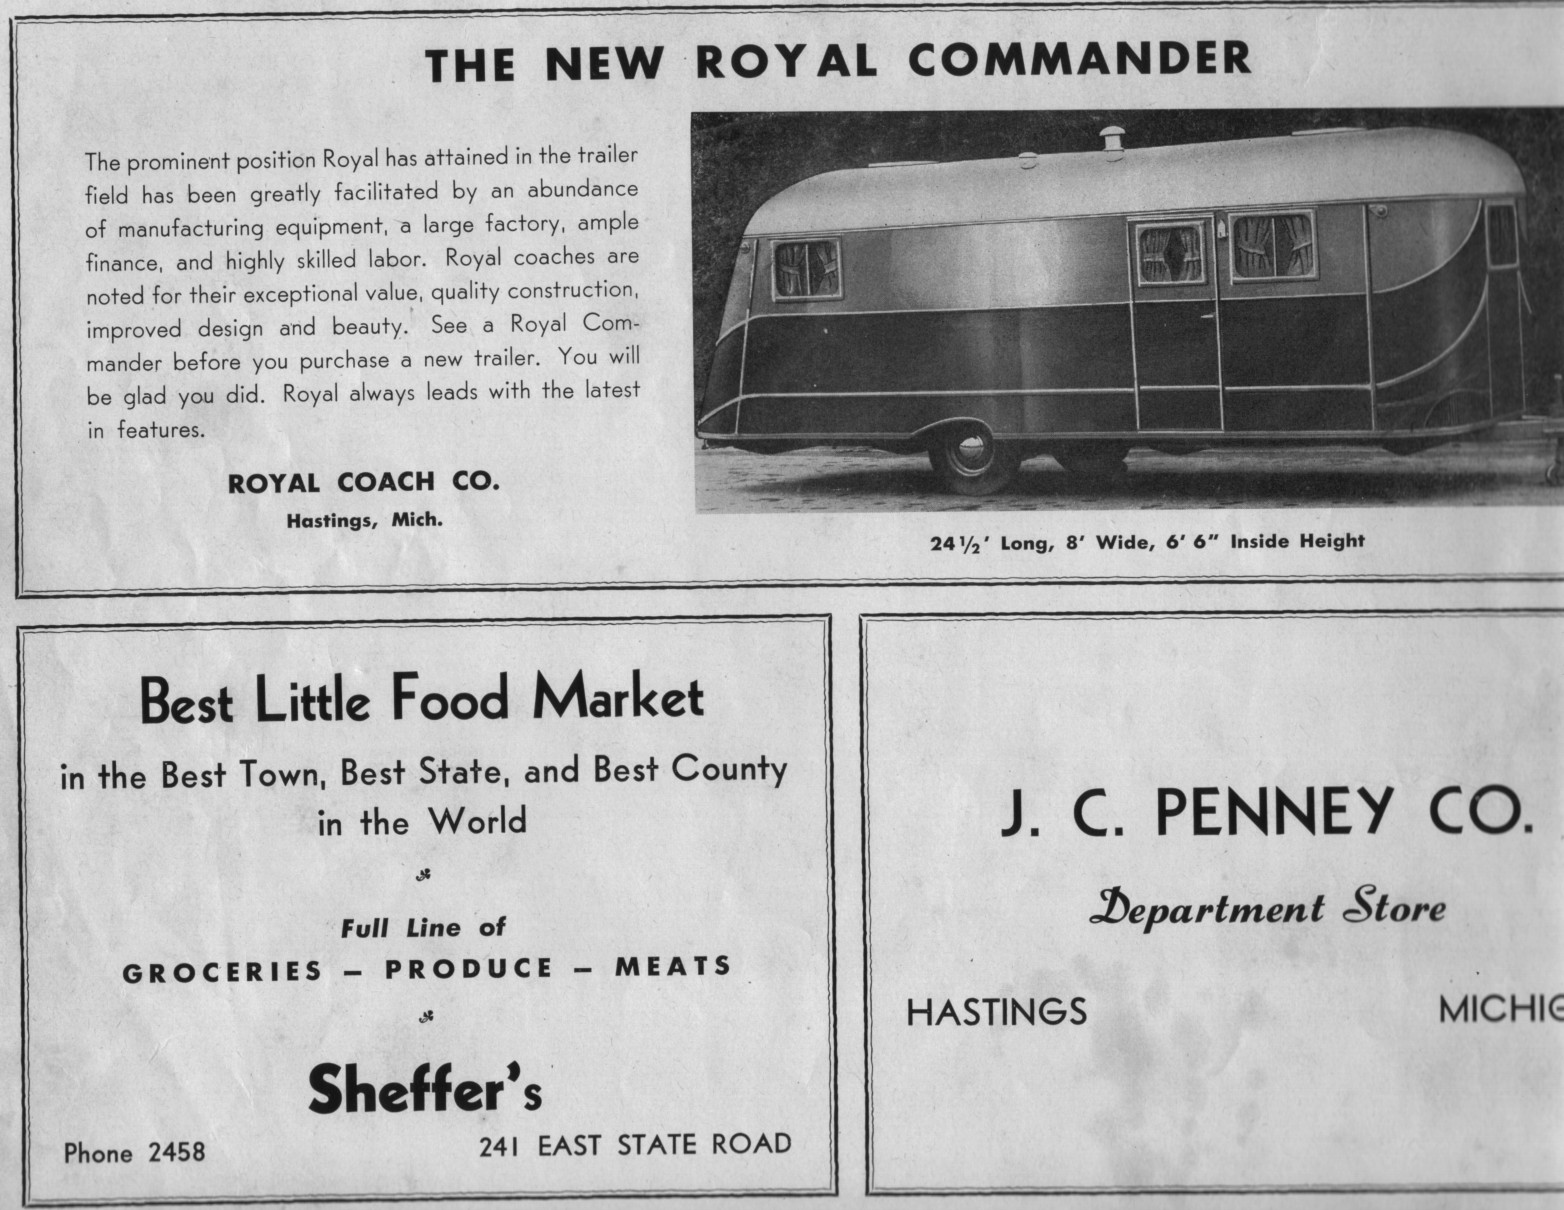 THE NEW ROYAL COMMANDER
The prominent position Royal has attained in the trailer
field has been greatly facilitated by an abundance
of manufacturing equipment, a large factory, ample
finance, and highly skilled labor. Royal coaches are
noted for their exceptional value, quality construction,
improved design and beauty. See a Royal Com-
mander before you purchase a new trailer. You will
be glad you did. Royal always leads with the latest
in features.
ROYAL COACH CO.
Hastings, Mich.
24½' Long, 8' Wide, 6' 6" Inside Height
Best Little Food Market
in the Best Town, Best State, and Best County
in the World
Full Line of
GROCERIES – PRODUCE – MEATS
Sheffer's
Phone 2458 241 EAST STATE ROAD
J. C. PENNEY CO.
Department Store
HASTINGS MICHIG